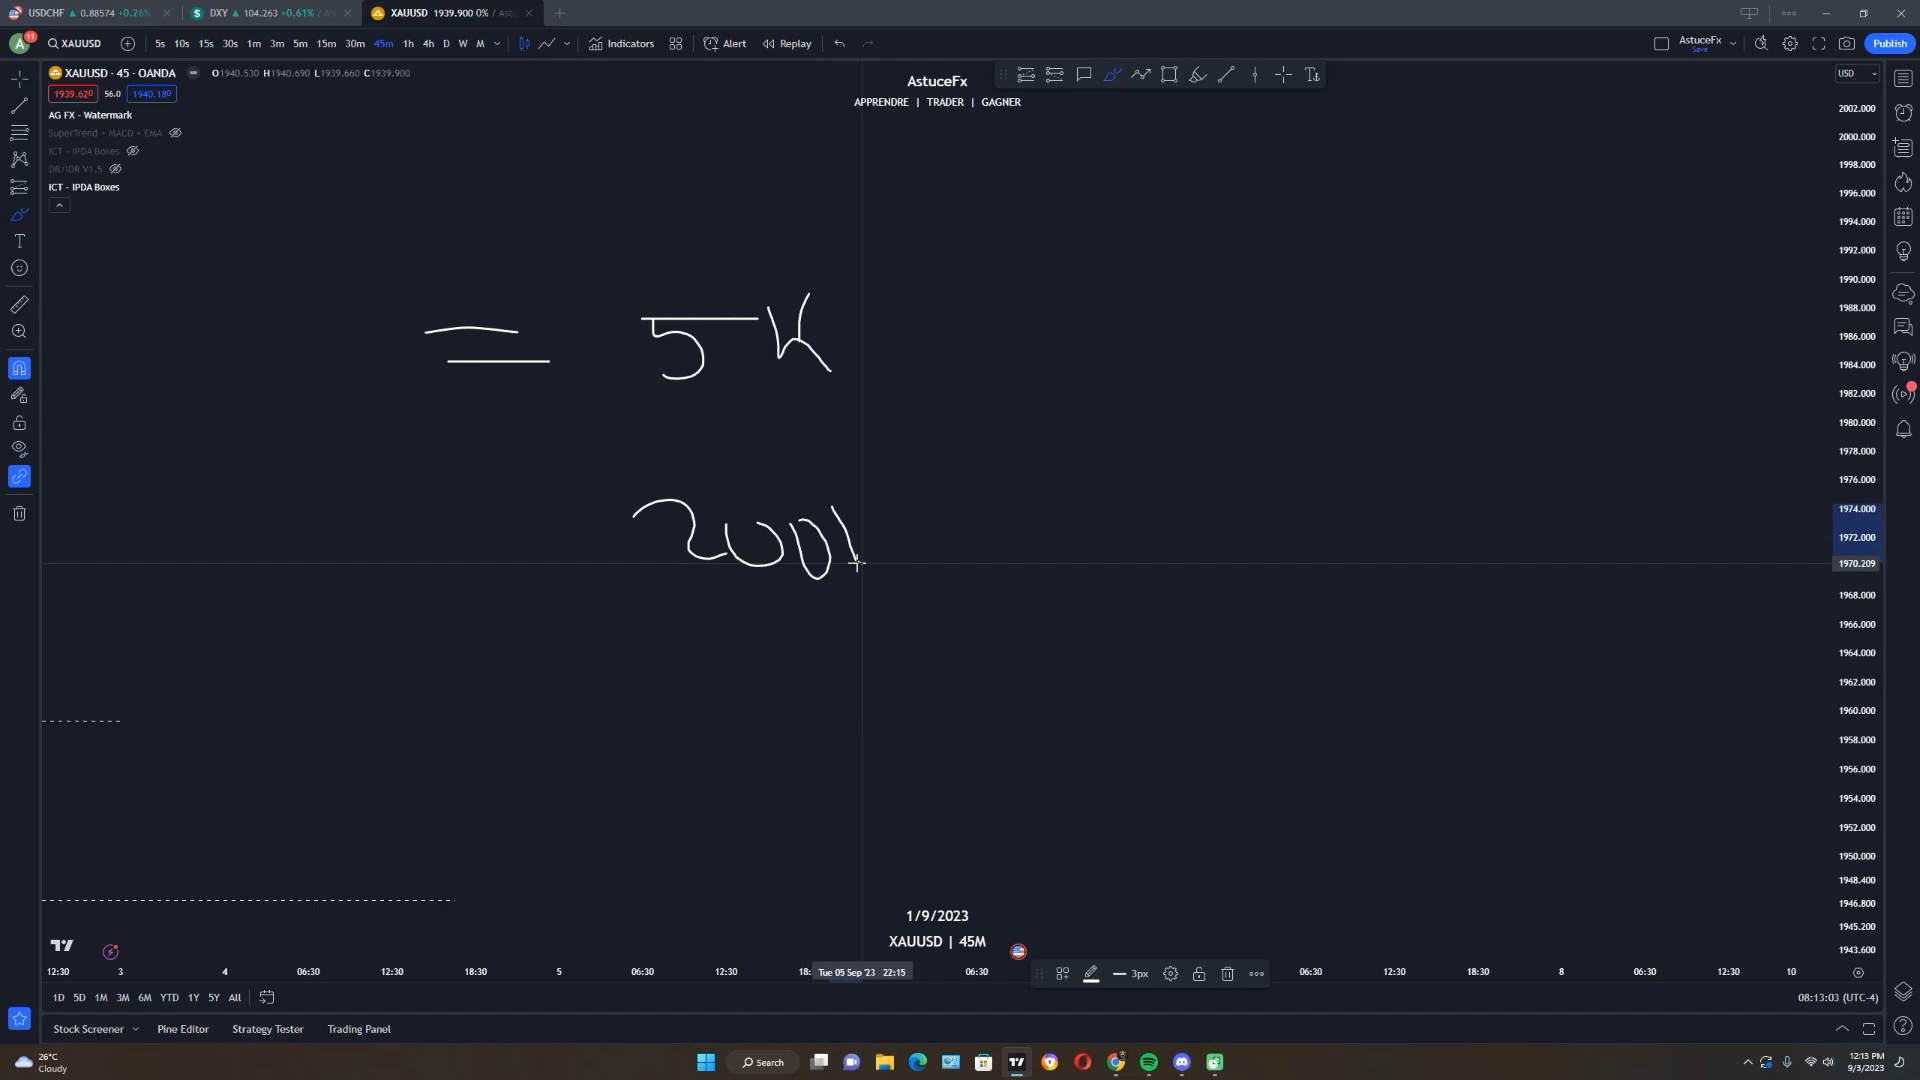 USDCHF ▲ 0.88574 +0.26%
DXY ▲ 104.263 +0.61% / As
XAUUSD 1939.900 0% / Astu
A 11 XAUUSD 5s 10s 15s 30s 1m 3m 5m 15m 30m 45m 1h 4h D W M Indicators Alert Replay
AstuceFx
Save
Publish
XAUUSD · 45 · OANDA O1940.530 H1940.690 L1939.660 C1939.900
1939.620 56.0 1940.180
AG FX - Watermark
SuperTrend + MACD + EMA
ICT - IPDA Boxes
DR/IDR V1,5
ICT - IPDA Boxes
AstuceFx
APPRENDRE | TRADER | GAGNER
USD
2002.000
2000.000
1998.000
1996.000
1994.000
1992.000
1990.000
1988.000
1986.000
1984.000
1982.000
1980.000
1978.000
1976.000
1974.000
1972.000
1970.209
1968.000
1966.000
1964.000
1962.000
1960.000
1958.000
1956.000
1954.000
1952.000
1950.000
1948.400
1946.800
1945.200
1943.600
= 5K
200
1/9/2023
XAUUSD | 45M
12:30 3 4 06:30 12:30 18:30 5 06:30 12:30 18: Tue 05 Sep '23 22:15 06:30 06:30 12:30 18:30 8 06:30 12:30 10
3px
1D 5D 1M 3M 6M YTD 1Y 5Y All
08:13:03 (UTC-4)
Stock Screener Pine Editor Strategy Tester Trading Panel
26°C
Cloudy
Search
12:13 PM
9/3/2023